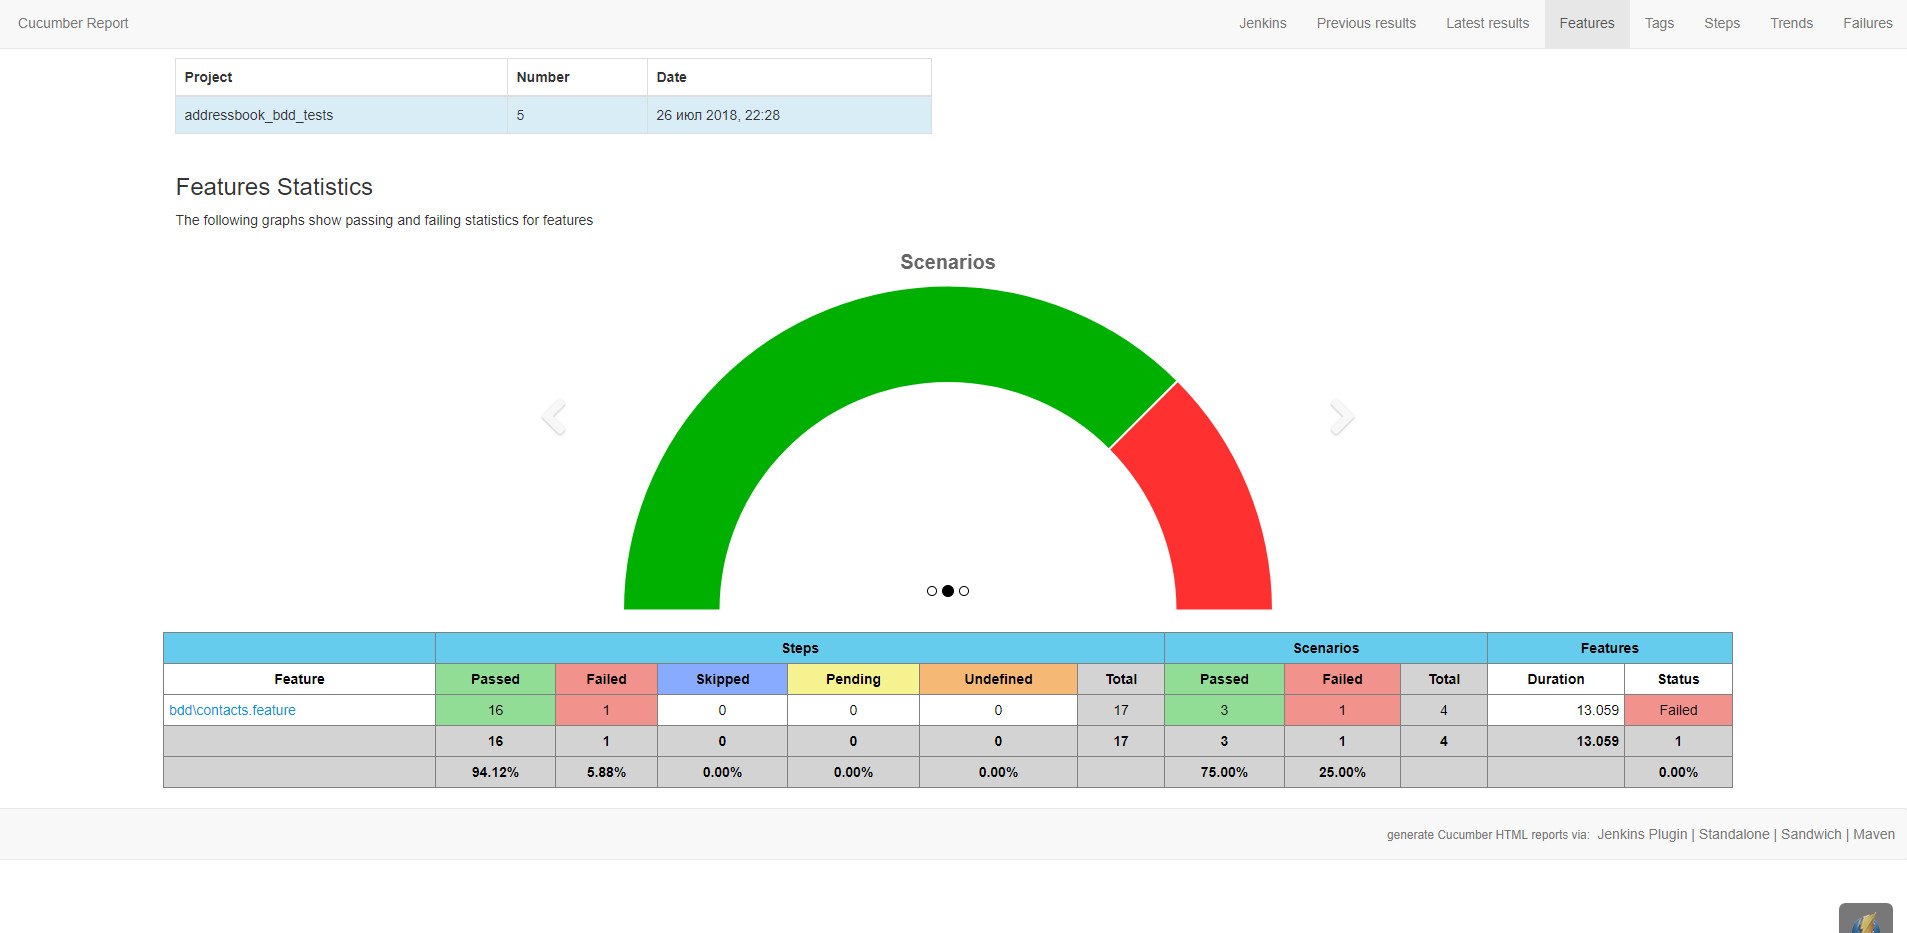 Cucumber Report Jenkins Previous results Latest results Features Tags Steps Trends Failures
Project Number Date
addressbook_bdd_tests 5 26 июл 2018, 22:28
Features Statistics
The following graphs show passing and failing statistics for features
Scenarios
Steps Scenarios Features
Feature Passed Failed Skipped Pending Undefined Total Passed Failed Total Duration Status
bdd\contacts.feature 16 1 0 0 0 17 3 1 4 13.059 Failed
16 1 0 0 0 17 3 1 4 13.059 1
94.12% 5.88% 0.00% 0.00% 0.00% 75.00% 25.00% 0.00%
generate Cucumber HTML reports via: Jenkins Plugin | Standalone | Sandwich | Maven